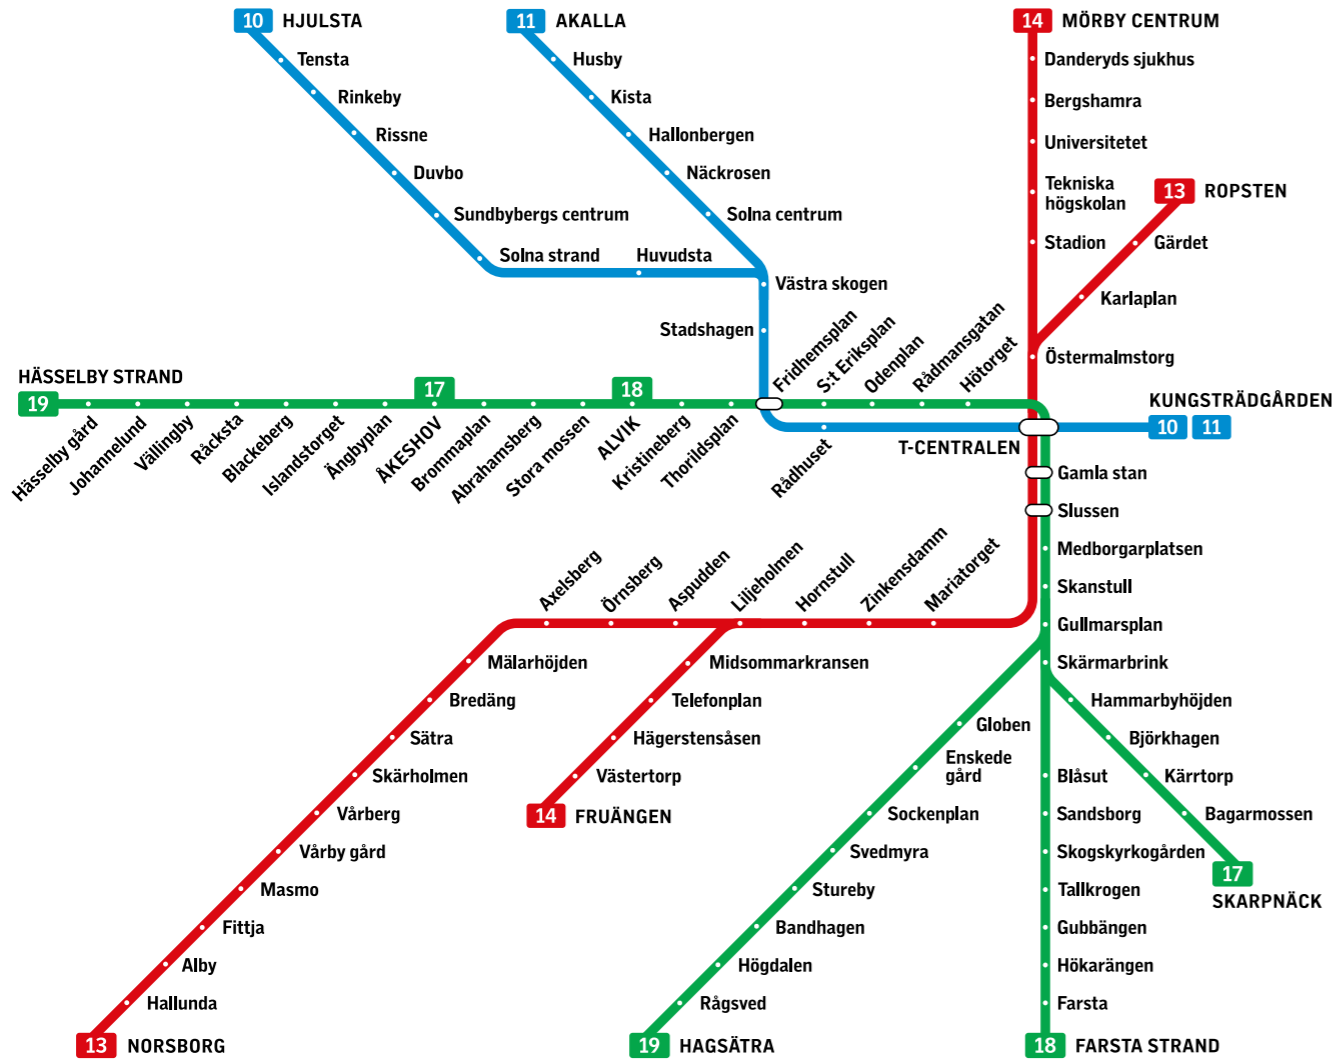 10 HJULSTA
11 AKALLA
14 MÖRBY CENTRUM
Tensta
Rinkeby
Rissne
Duvbo
Sundbybergs centrum
Solna strand
Huvudsta
Husby
Kista
Hallonbergen
Näckrosen
Solna centrum
Västra skogen
Stadshagen
Danderyds sjukhus
Bergshamra
Universitetet
Tekniska
högskolan
Stadion
13 ROPSTEN
Gärdet
Karlaplan
Östermalmstorg
HÄSSELBY STRAND
19
Hässelby gård
Johannelund
Vällingby
Råcksta
Blackeberg
Islandstorget
Ängbyplan
17
ÅKESHOV
Brommaplan
Abrahamsberg
Stora mossen
18
ALVIK
Kristineberg
Thorildsplan
Fridhemsplan
S:t Eriksplan
Odenplan
Rådmansgatan
Hötorget
Rådhuset
T-CENTRALEN
KUNGSTRÄDGÅRDEN
10 11
Gamla stan
Slussen
Medborgarplatsen
Skanstull
Gullmarsplan
Skärmarbrink
Axelsberg
Örnsberg
Aspudden
Liljeholmen
Hornstull
Zinkensdamm
Mariatorget
Mälarhöjden
Bredäng
Sätra
Skärholmen
Vårberg
Vårby gård
Masmo
Fittja
Alby
Hallunda
13 NORSBORG
Midsommarkransen
Telefonplan
Hägerstensåsen
Västertorp
14 FRUÄNGEN
Globen
Enskede
gård
Sockenplan
Svedmyra
Stureby
Bandhagen
Högdalen
Rågsved
19 HAGSÄTRA
Blåsut
Sandsborg
Skogskyrkogården
Tallkrogen
Gubbängen
Hökarängen
Farsta
18 FARSTA STRAND
Hammarbyhöjden
Björkhagen
Kärrtorp
Bagarmossen
17
SKARPNÄCK